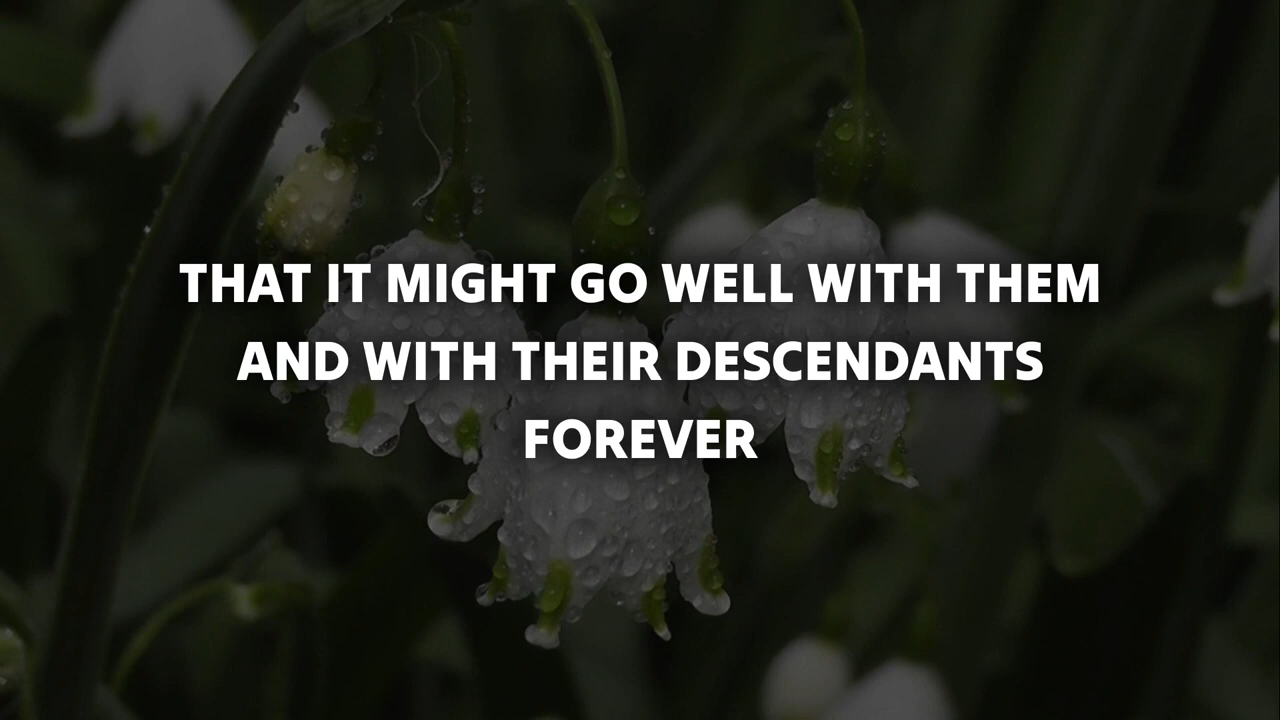 THAT IT MIGHT GO WELL WITH THEM
AND WITH THEIR DESCENDANTS
FOREVER